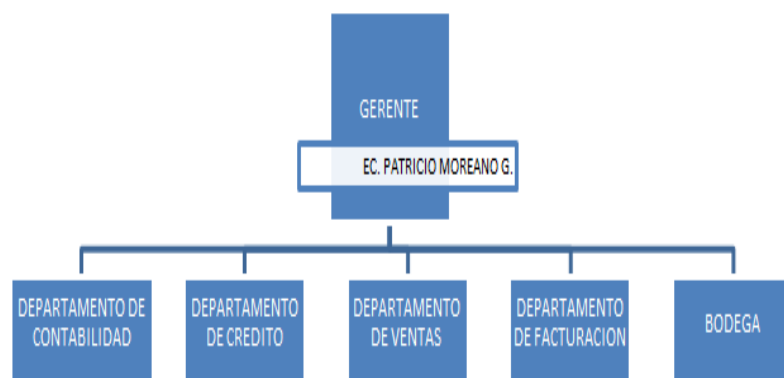 GERENTE
EC. PATRICIO MOREANO G.
DEPARTAMENTO DE
CONTABILIDAD
DEPARTAMENTO
DE CREDITO
DEPARTAMENTO
DE VENTAS
DEPARTAMENTO
DE FACTURACION
BODEGA